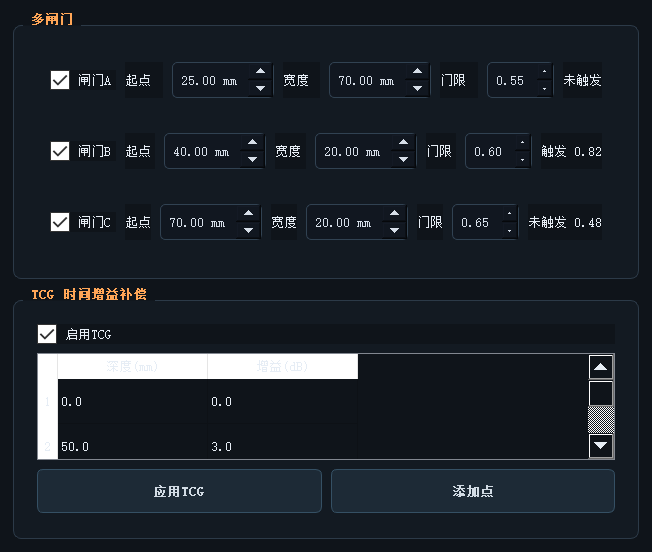 多闸门
闸门A 起点 25.00 mm 宽度 70.00 mm 门限 0.55 未触发
闸门B 起点 40.00 mm 宽度 20.00 mm 门限 0.60 触发 0.82
闸门C 起点 70.00 mm 宽度 20.00 mm 门限 0.65 未触发 0.48
TCG 时间增益补偿
启用TCG
深度(mm) 增益(dB)
1 0.0 0.0
2 50.0 3.0
应用TCG 添加点